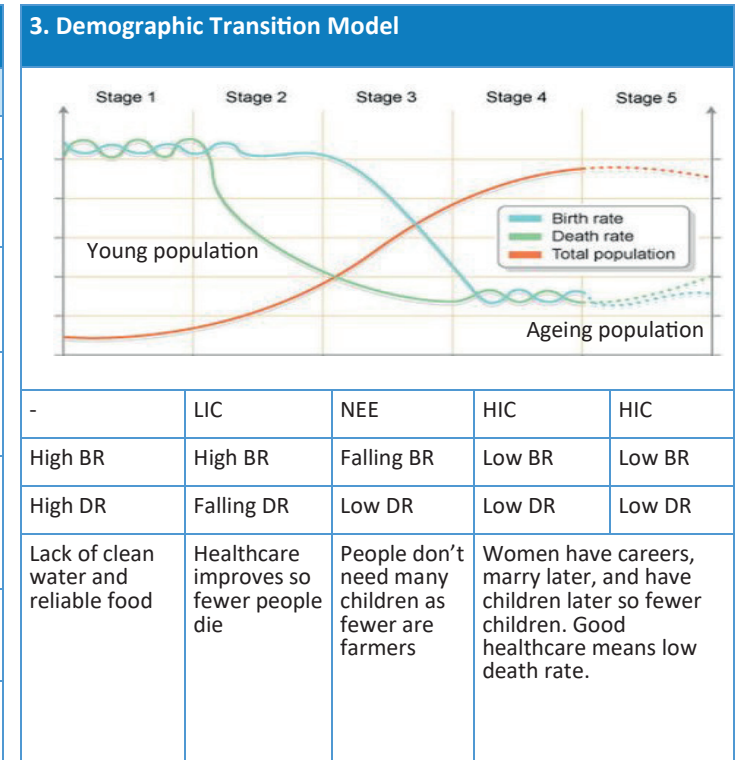 3. Demographic Transition Model
Stage 1
Stage 2
Stage 3
Stage 4
Stage 5
Birth rate
Death rate
Total population
Young population
Ageing population
-
LIC
NEE
HIC
HIC
High BR
High BR
Falling BR
Low BR
Low BR
High DR
Falling DR
Low DR
Low DR
Low DR
Lack of clean
water and
reliable food
Healthcare
improves so
fewer people
die
People don’t
need many
children as
fewer are
farmers
Women have careers,
marry later, and have
children later so fewer
children. Good
healthcare means low
death rate.